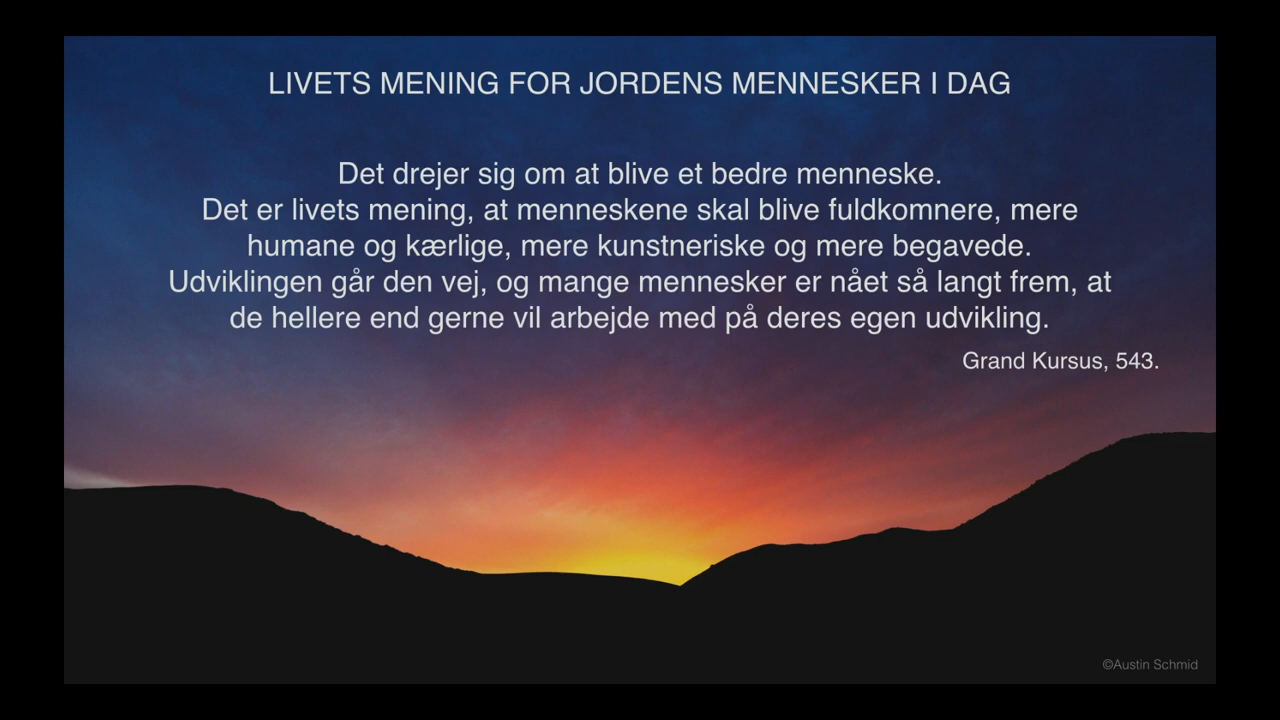 LIVETS MENING FOR JORDENS MENNESKER I DAG
Det drejer sig om at blive et bedre menneske.
Det er livets mening, at menneskene skal blive fuldkomnere, mere
humane og kærlige, mere kunstneriske og mere begavede.
Udviklingen går den vej, og mange mennesker er nået så langt frem, at
de hellere end gerne vil arbejde med på deres egen udvikling.
Grand Kursus, 543.
©Austin Schmid